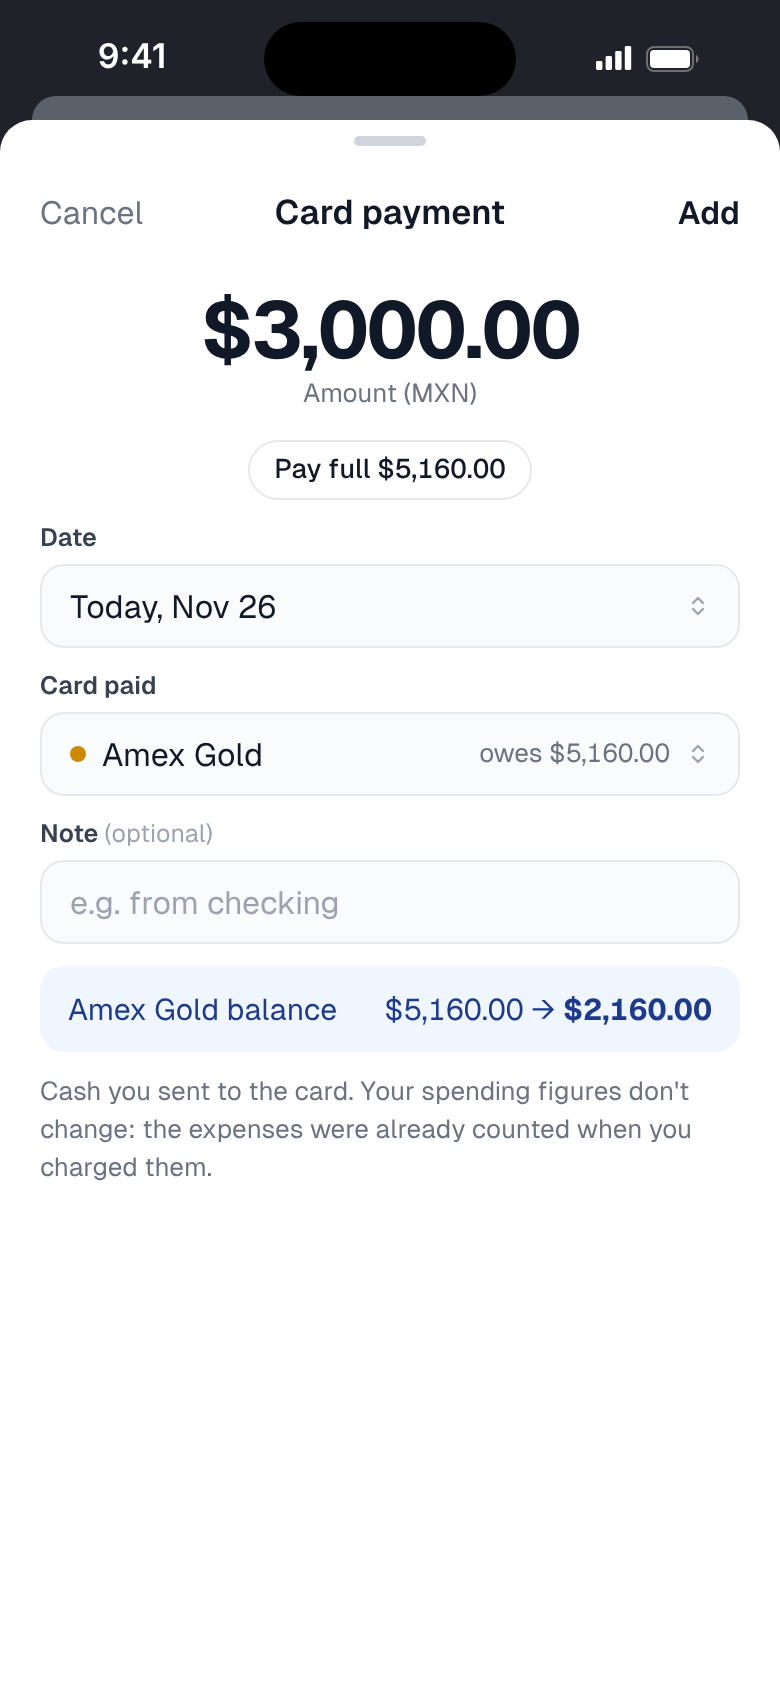 9:41
Cancel
Card payment
Add
$3,000.00
Amount (MXN)
Pay full $5,160.00
Date
Today, Nov 26
Card paid
Amex Gold
owes $5,160.00
Note (optional)
e.g. from checking
Amex Gold balance
$5,160.00 → $2,160.00
Cash you sent to the card. Your spending figures don't
change: the expenses were already counted when you
charged them.